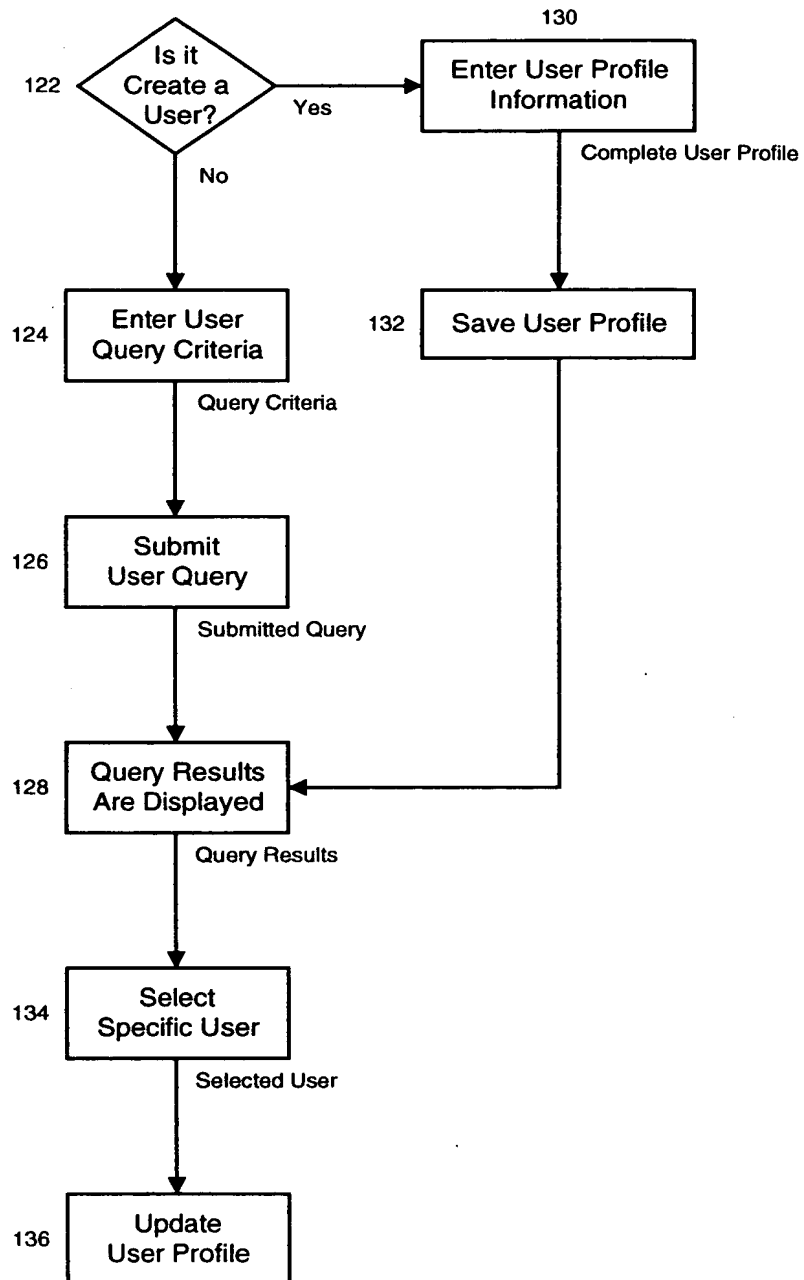 130
122
Is it
Create a
User?
Yes
Enter User Profile
Information
No
Complete User Profile
124
Enter User
Query Criteria
132
Save User Profile
Query Criteria
126
Submit
User Query
Submitted Query
128
Query Results
Are Displayed
Query Results
134
Select
Specific User
Selected User
136
Update
User Profile